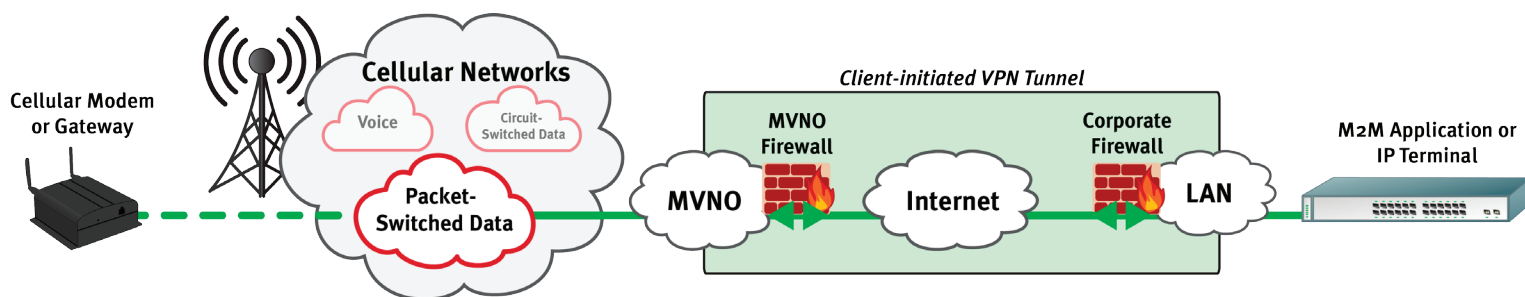 Cellular Modem
or Gateway
Cellular Networks
Voice
Circuit-
Switched Data
Packet-
Switched Data
Client-initiated VPN Tunnel
MVNO
MVNO
Firewall
Internet
Corporate
Firewall
LAN
M2M Application or
IP Terminal